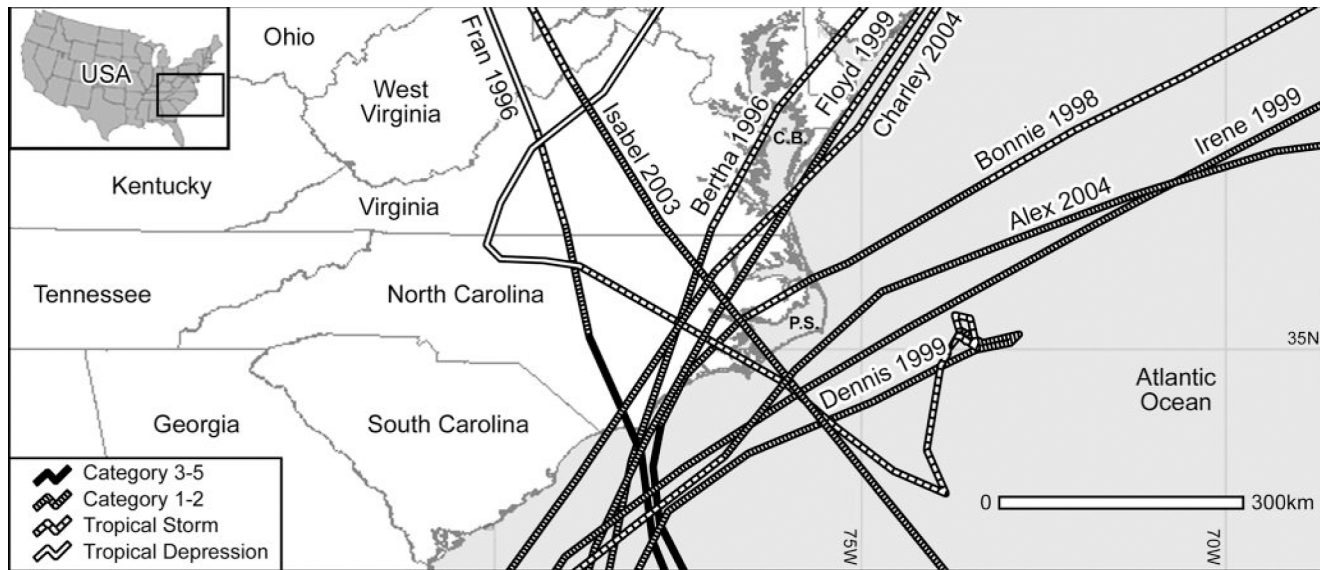 USA
Ohio
West
Virginia
Kentucky
Virginia
Tennessee
North Carolina
Georgia
South Carolina
Fran 1996
Isabel 2003
Bertha 1996
Floyd 1999
Charley 2004
Bonnie 1998
Irene 1999
Alex 2004
Dennis 1999
C.B.
P.S.
35N
Atlantic
Ocean
Category 3-5
Category 1-2
Tropical Storm
Tropical Depression
0
300km
75W
70W